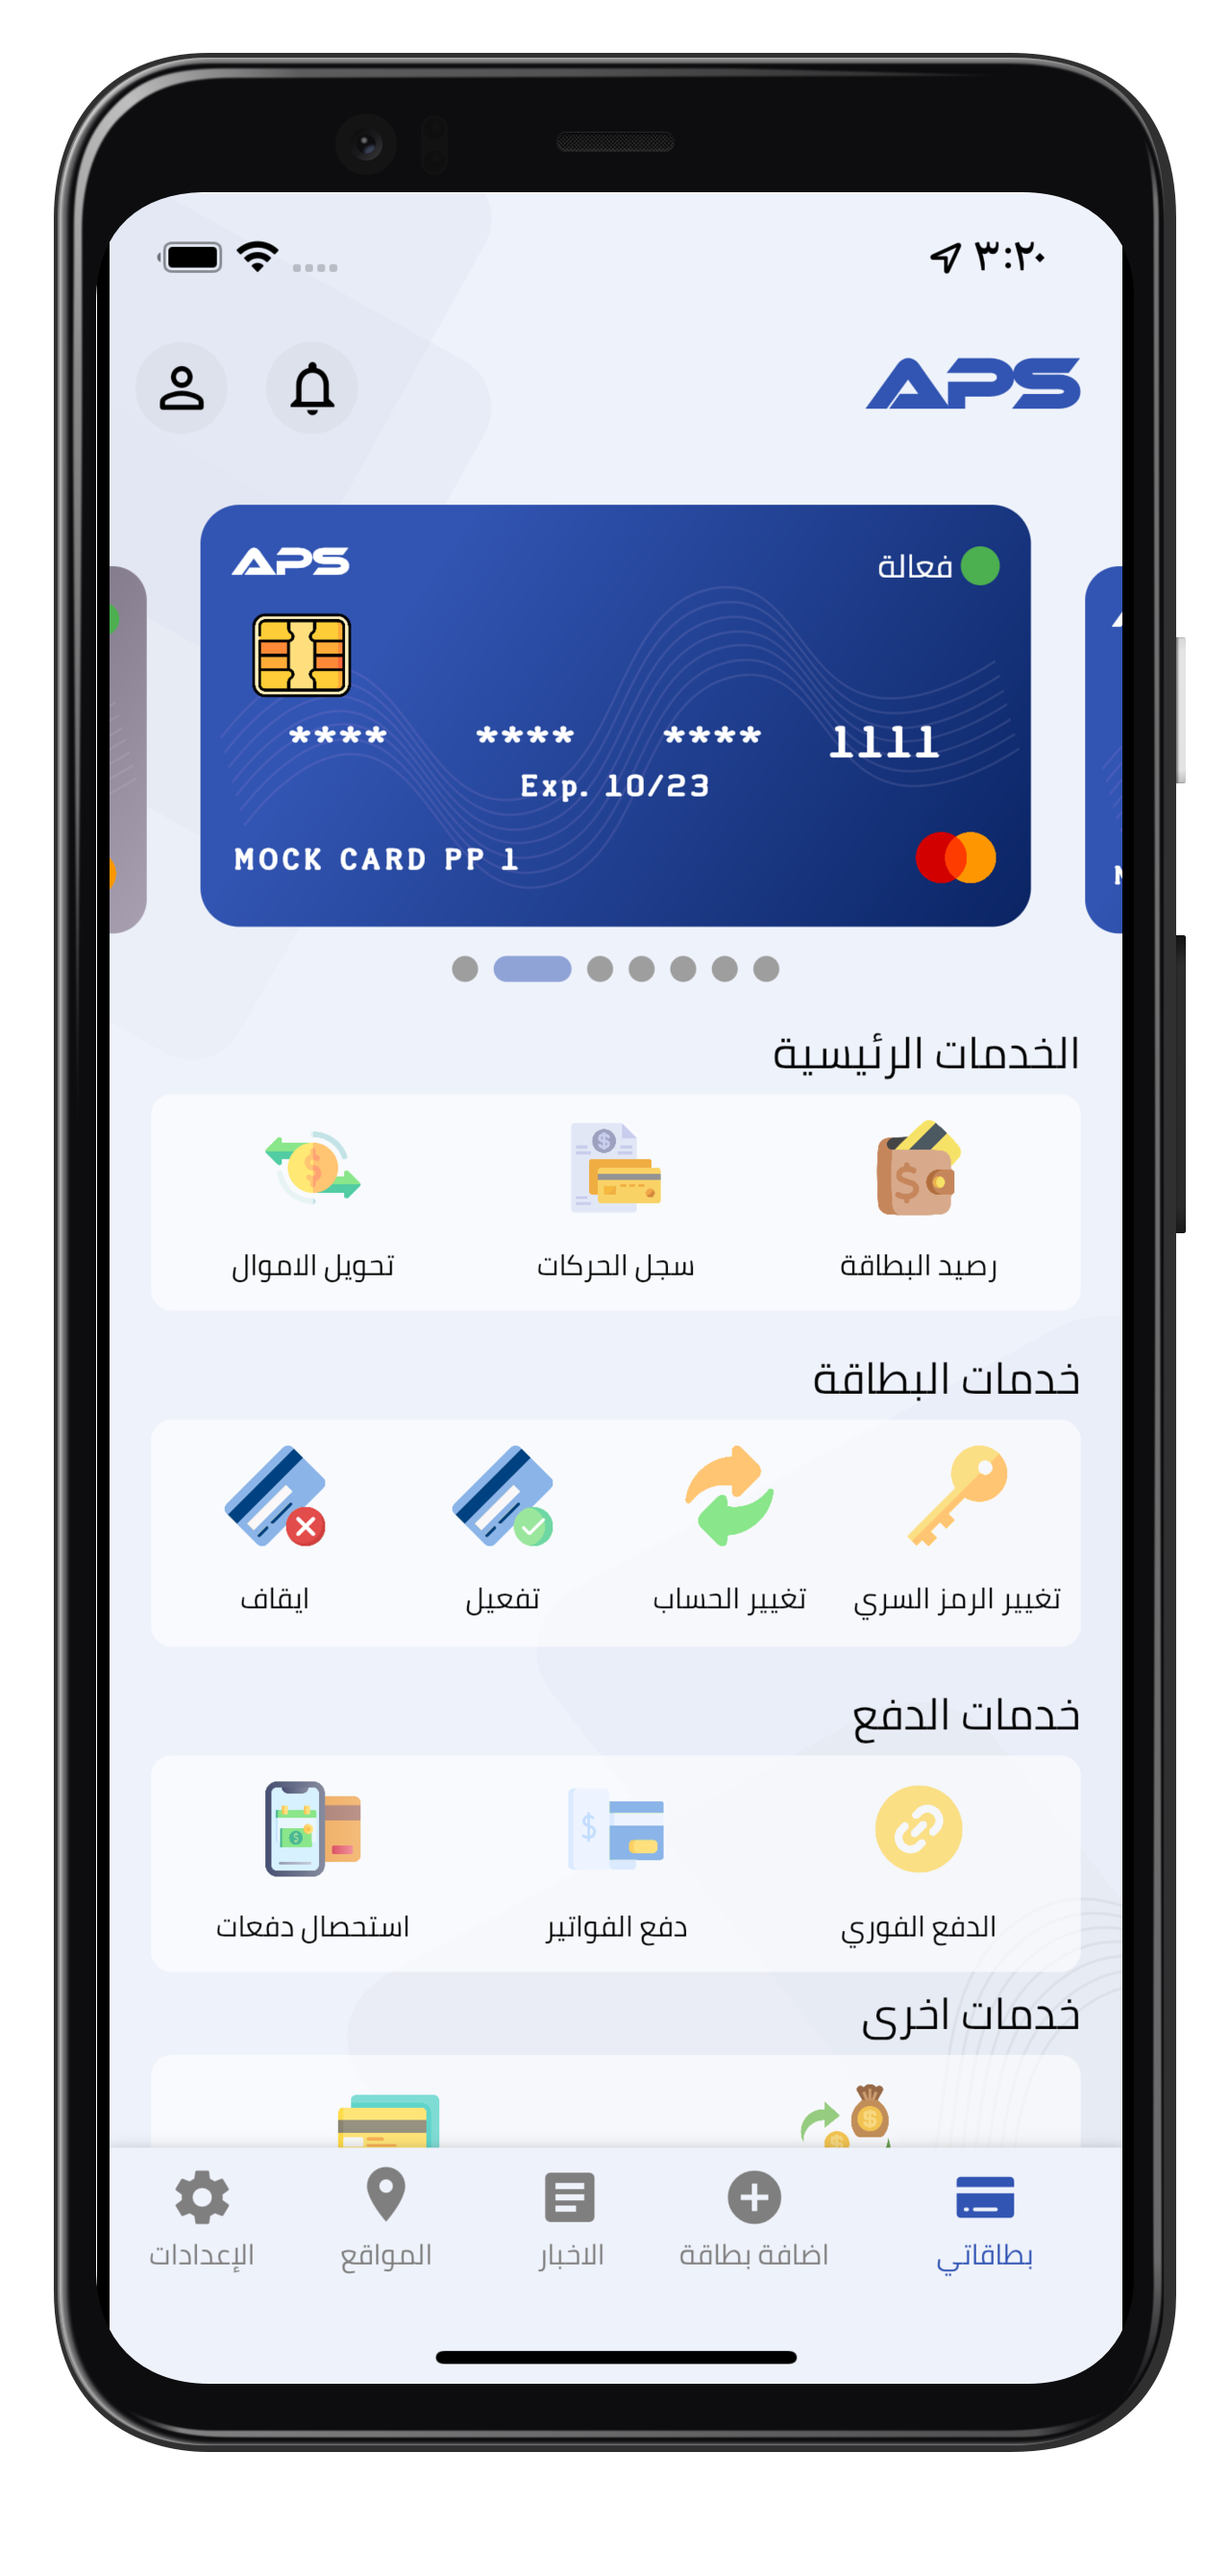 ٣:٢٠
APS
APS
فعالة
**** **** **** 1111
Exp. 10/23
MOCK CARD PP 1
الخدمات الرئيسية
رصيد البطاقة
سجل الحركات
تحويل الاموال
خدمات البطاقة
تغيير الرمز السري
تغيير الحساب
تفعيل
ايقاف
خدمات الدفع
الدفع الفوري
دفع الفواتير
استحصال دفعات
خدمات اخرى
بطاقاتي
اضافة بطاقة
الاخبار
المواقع
الإعدادات